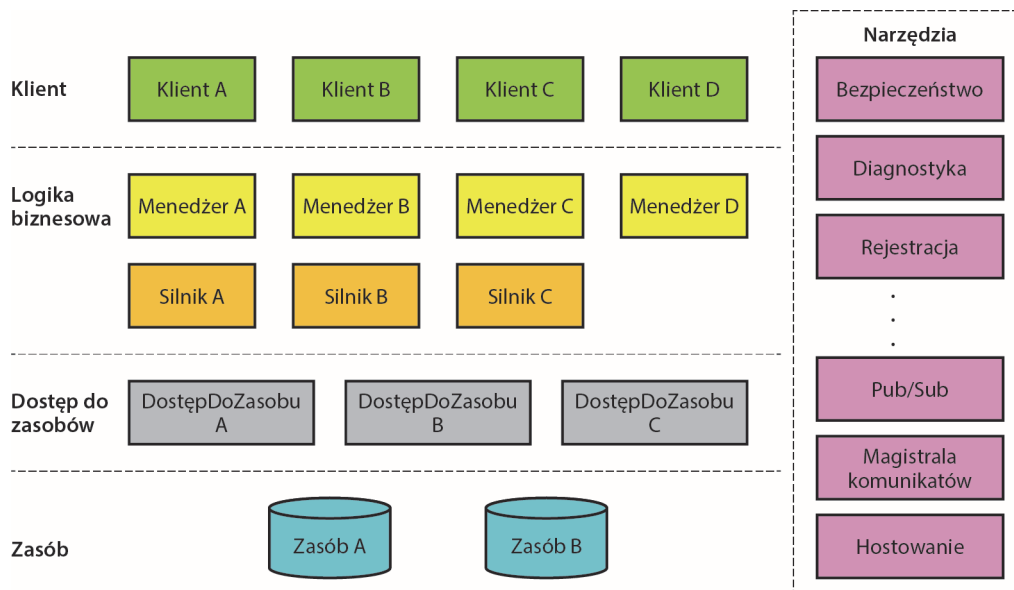 Klient
Klient A
Klient B
Klient C
Klient D
Logika
biznesowa
Menedżer A
Menedżer B
Menedżer C
Menedżer D
Silnik A
Silnik B
Silnik C
Dostęp do
zasobów
DostępDoZasobu
A
DostępDoZasobu
B
DostępDoZasobu
C
Zasób
Zasób A
Zasób B
Narzędzia
Bezpieczeństwo
Diagnostyka
Rejestracja
.
.
.
Pub/Sub
Magistrala
komunikatów
Hostowanie